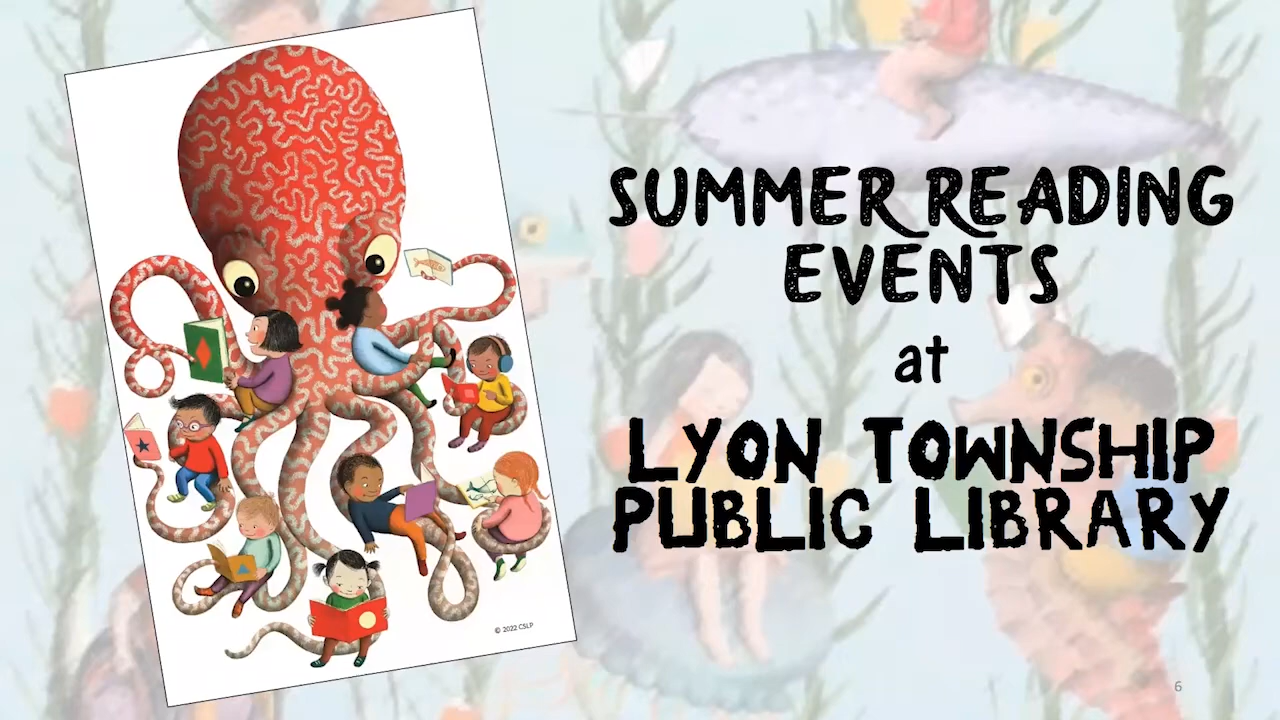 SUMMER READING
EVENTS
at
LYON TOWNSHIP
PUBLIC LIBRARY
© 2022 CSLP
6